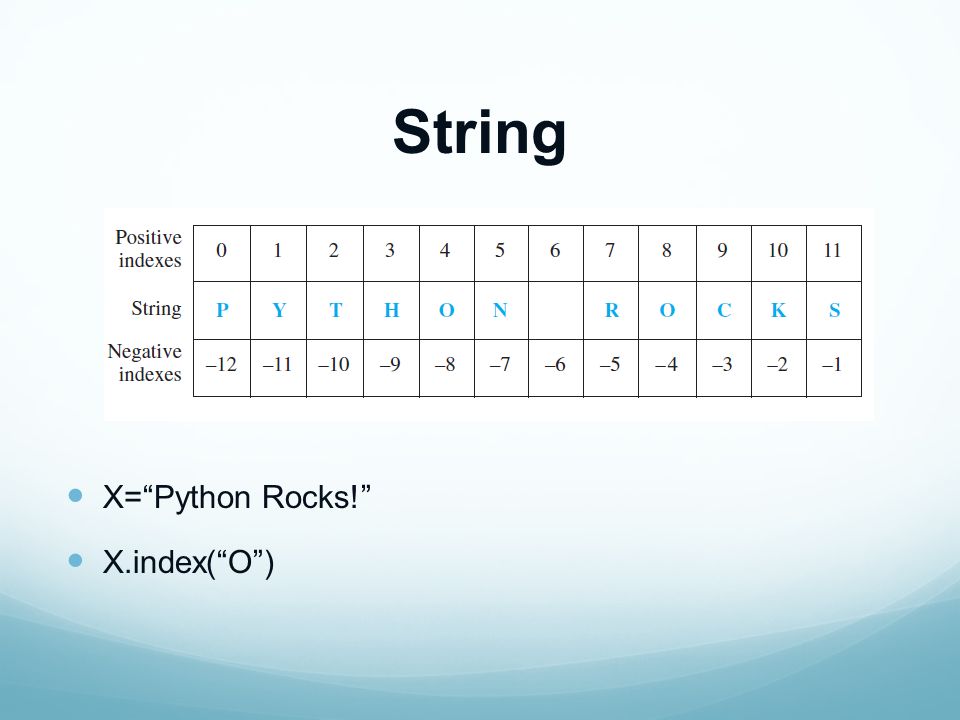 String
Positive indexes 0 1 2 3 4 5 6 7 8 9 10 11
String P Y T H O N R O C K S
Negative indexes –12 –11 –10 –9 –8 –7 –6 –5 –4 –3 –2 –1
X=“Python Rocks!”
X.index(“O”)